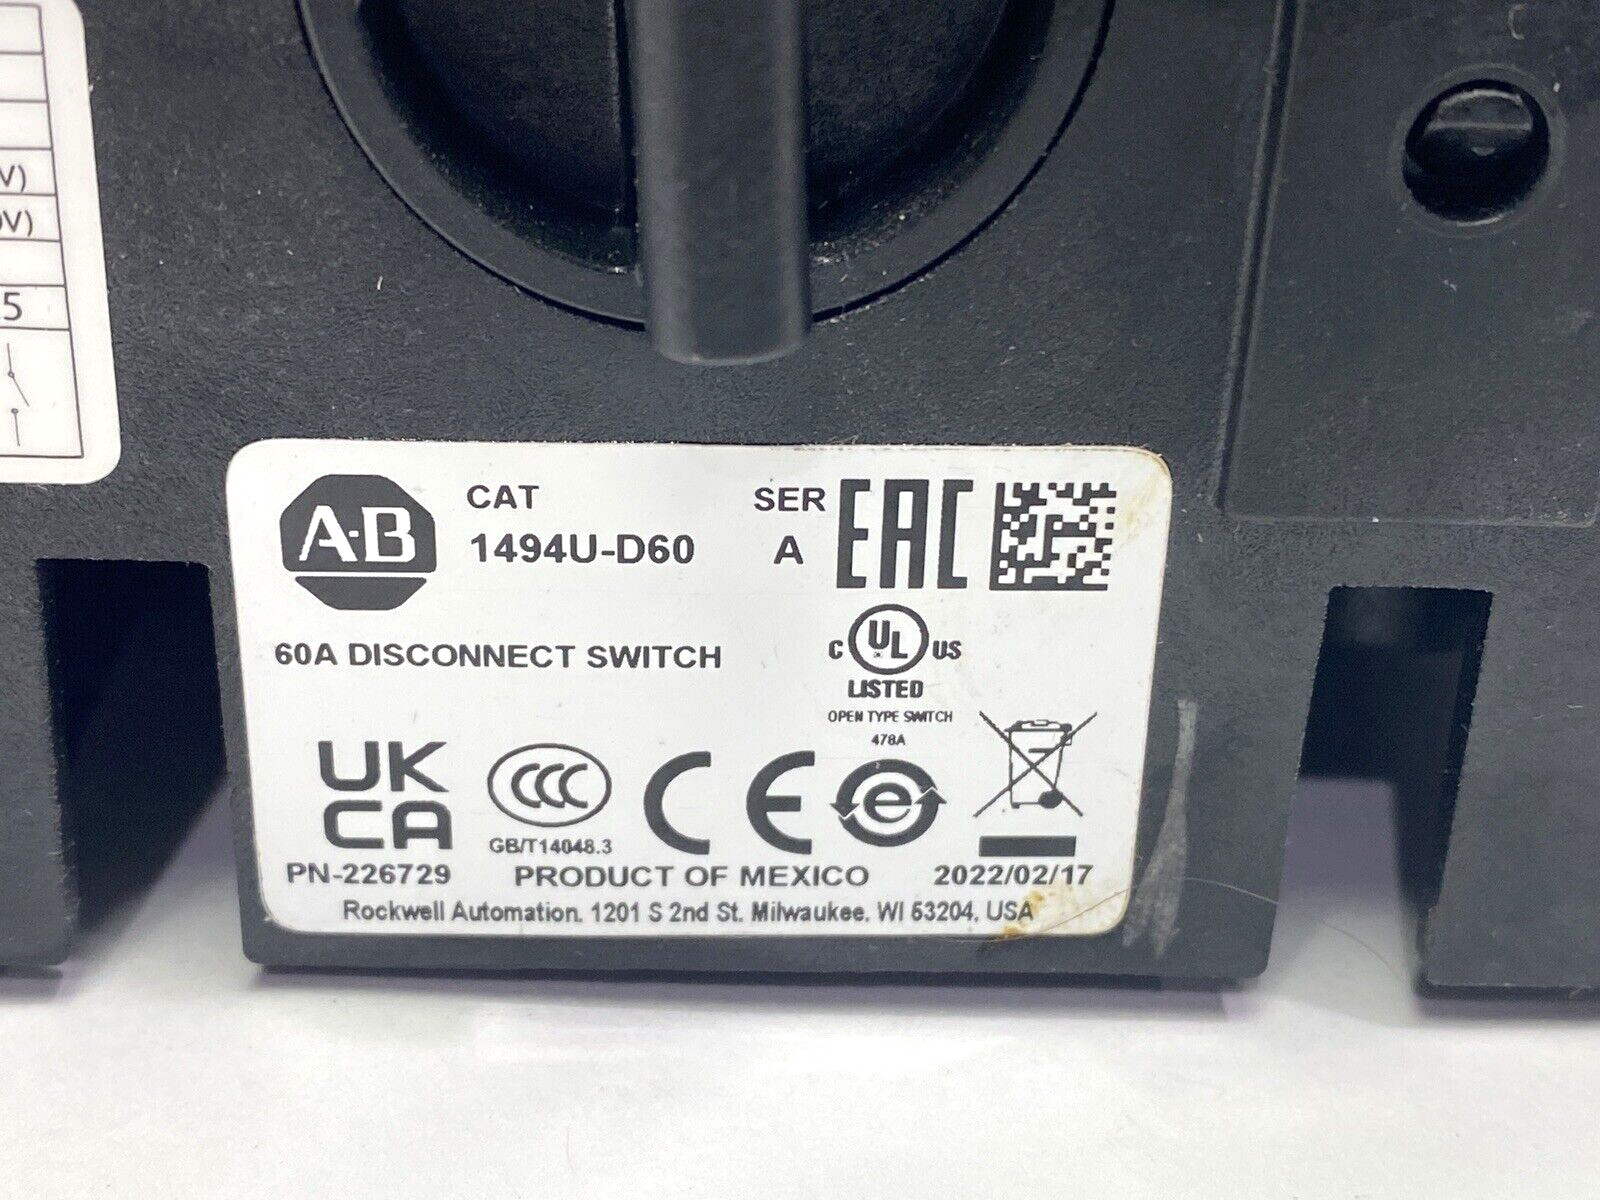 V)
0V)
5
A-B
CAT
1494U-D60
SER
A
EAC
60A DISCONNECT SWITCH
C UL US
LISTED
OPEN TYPE SWITCH
478A
UK
CA
CCC
GB/T14048.3
CE
e
PN-226729
PRODUCT OF MEXICO
2022/02/17
Rockwell Automation. 1201 S 2nd St. Milwaukee. WI 53204, USA